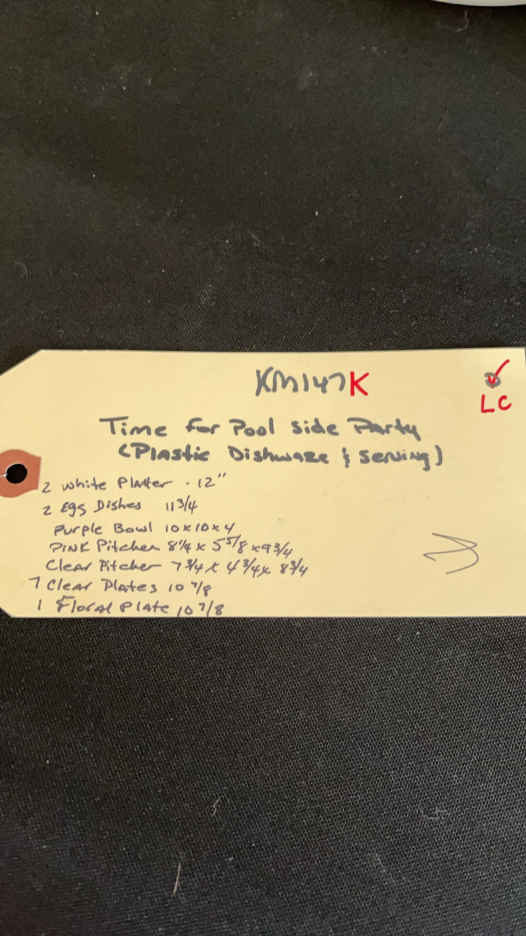 KM147K
LC
Time for Pool side Party
(Plastic Dishware & Serving)
2 white Platter . 12"
2 Egg Dishes 11 3/4
Purple Bowl 10x10x4
Pink Pitcher 8 1/4 x 5 5/8 x 9 3/4
Clear Pitcher 7 3/4 x 4 3/4 x 8 3/4
7 Clear Plates 10 7/8
1 Floral Plate 10 7/8